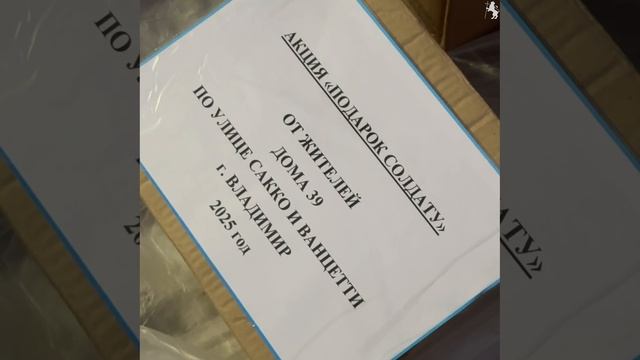 АКЦИЯ «ПОДАРОК СОЛДАТУ»
ОТ ЖИТЕЛЕЙ
ДОМА 39
ПО УЛИЦЕ САККО И ВАНЦЕТТИ
г. ВЛАДИМИР
2025 год